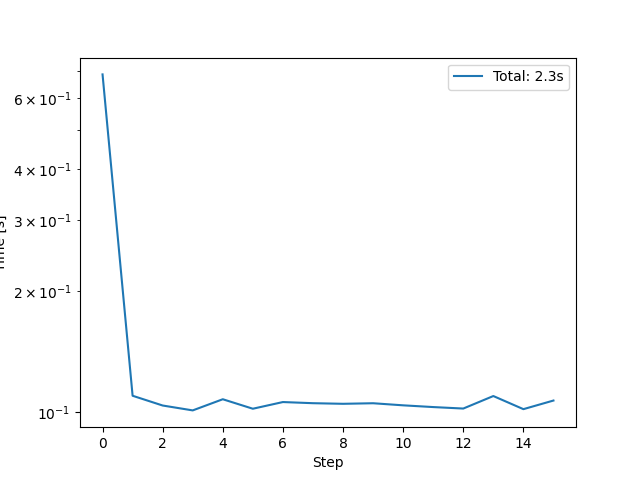 Total: 2.3s
6 × 10⁻¹
4 × 10⁻¹
3 × 10⁻¹
2 × 10⁻¹
10⁻¹
0 2 4 6 8 10 12 14
Step
[s]